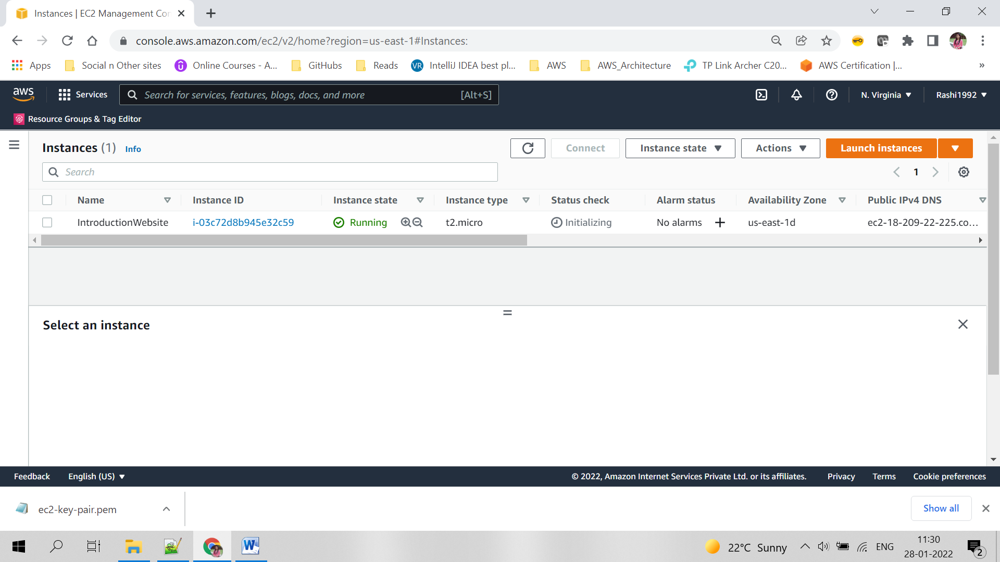 Instances | EC2 Management Con
console.aws.amazon.com/ec2/v2/home?region=us-east-1#Instances:
Apps Social n Other sites Online Courses - A... GitHubs Reads VR IntelliJ IDEA best pl... AWS AWS_Architecture TP Link Archer C20... AWS Certification |... »
aws Services Search for services, features, blogs, docs, and more [Alt+S] N. Virginia Rashi1992
Resource Groups & Tag Editor
Instances (1) Info Connect Instance state Actions Launch instances
Search 1
Name Instance ID Instance state Instance type Status check Alarm status Availability Zone Public IPv4 DNS
IntroductionWebsite i-03c72d8b945e32c59 Running t2.micro Initializing No alarms + us-east-1d ec2-18-209-22-225.co...
Select an instance
Feedback English (US) © 2022, Amazon Internet Services Private Ltd. or its affiliates. Privacy Terms Cookie preferences
ec2-key-pair.pem Show all
22°C Sunny ENG 11:30
28-01-2022 2